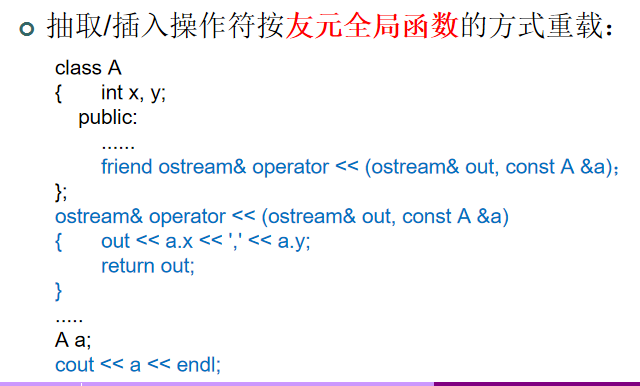 抽取/插入操作符按友元全局函数的方式重载：
class A
{ int x, y;
public:
......
friend ostream& operator << (ostream& out, const A &a);
};
ostream& operator << (ostream& out, const A &a)
{ out << a.x << ',' << a.y;
return out;
}
.....
A a;
cout << a << endl;